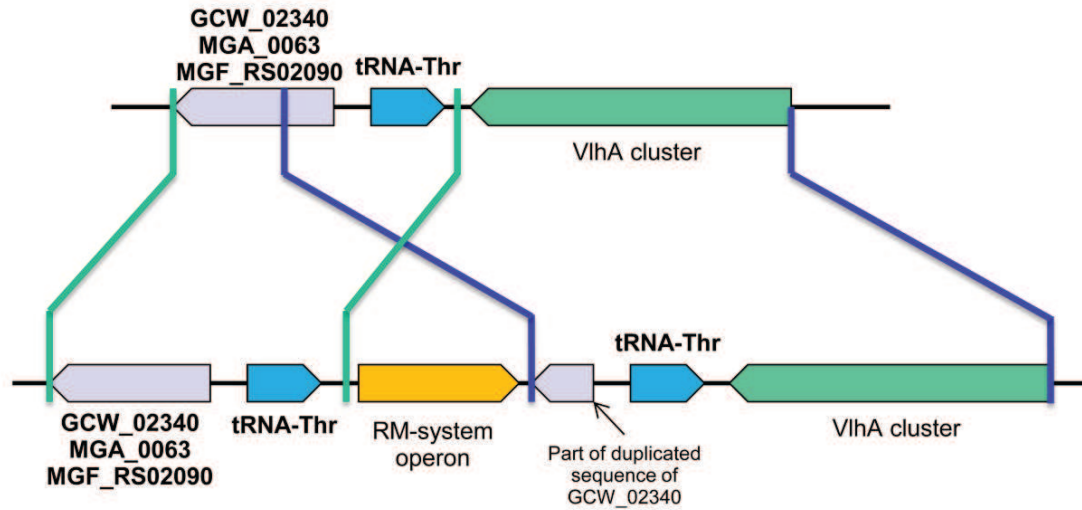 GCW_02340
MGA_0063
MGF_RS02090
tRNA-Thr
VlhA cluster
tRNA-Thr
GCW_02340
MGA_0063
MGF_RS02090
tRNA-Thr
RM-system
operon
Part of duplicated
sequence of
GCW_02340
VlhA cluster